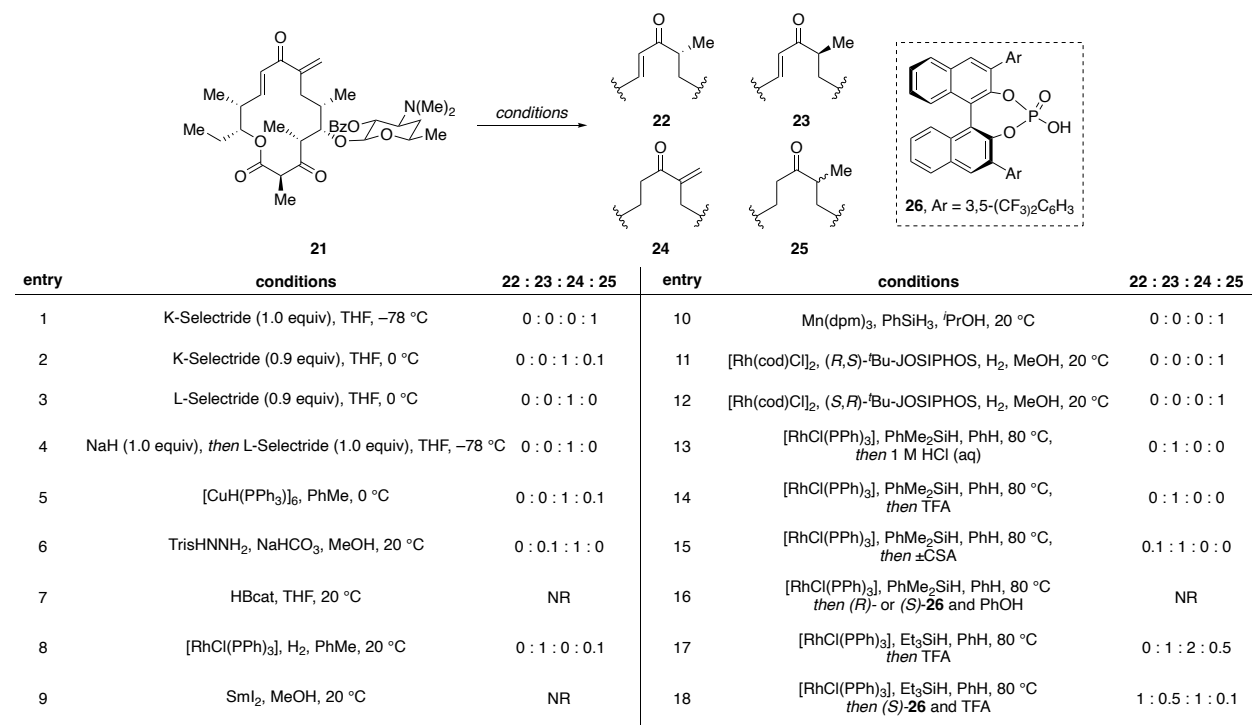 O
Me
Me
N(Me)₂
BzO
Me
Me
O
O
O
O
O
Me
21
conditions
O
Me
22
O
Me
23
O
24
O
Me
25
Ar
O
O
P
O
OH
Ar
26, Ar = 3,5-(CF₃)₂C₆H₃
entry conditions 22 : 23 : 24 : 25
1 K-Selectride (1.0 equiv), THF, –78 °C 0 : 0 : 0 : 1
2 K-Selectride (0.9 equiv), THF, 0 °C 0 : 0 : 1 : 0.1
3 L-Selectride (0.9 equiv), THF, 0 °C 0 : 0 : 1 : 0
4 NaH (1.0 equiv), then L-Selectride (1.0 equiv), THF, –78 °C 0 : 0 : 1 : 0
5 [CuH(PPh₃)]₆, PhMe, 0 °C 0 : 0 : 1 : 0.1
6 TrisHNNH₂, NaHCO₃, MeOH, 20 °C 0 : 0.1 : 1 : 0
7 HBcat, THF, 20 °C NR
8 [RhCl(PPh₃)], H₂, PhMe, 20 °C 0 : 1 : 0 : 0.1
9 SmI₂, MeOH, 20 °C NR
entry conditions 22 : 23 : 24 : 25
10 Mn(dpm)₃, PhSiH₃, ⁱPrOH, 20 °C 0 : 0 : 0 : 1
11 [Rh(cod)Cl]₂, (R,S)-ᵗBu-JOSIPHOS, H₂, MeOH, 20 °C 0 : 0 : 0 : 1
12 [Rh(cod)Cl]₂, (S,R)-ᵗBu-JOSIPHOS, H₂, MeOH, 20 °C 0 : 0 : 0 : 1
13 [RhCl(PPh)₃], PhMe₂SiH, PhH, 80 °C, 0 : 1 : 0 : 0
then 1 M HCl (aq)
14 [RhCl(PPh)₃], PhMe₂SiH, PhH, 80 °C, 0 : 1 : 0 : 0
then TFA
15 [RhCl(PPh)₃], PhMe₂SiH, PhH, 80 °C, 0.1 : 1 : 0 : 0
then ±CSA
16 [RhCl(PPh)₃], PhMe₂SiH, PhH, 80 °C NR
then (R)- or (S)-26 and PhOH
17 [RhCl(PPh)₃], Et₃SiH, PhH, 80 °C 0 : 1 : 2 : 0.5
then TFA
18 [RhCl(PPh)₃], Et₃SiH, PhH, 80 °C 1 : 0.5 : 1 : 0.1
then (S)-26 and TFA